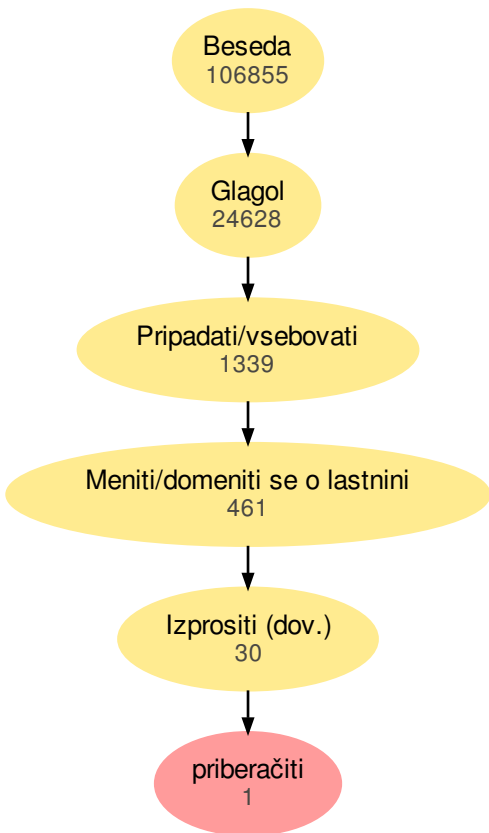 Beseda
106855
Glagol
24628
Pripadati/vsebovati
1339
Meniti/domeniti se o lastnini
461
Izprositi (dov.)
30
priberačiti
1